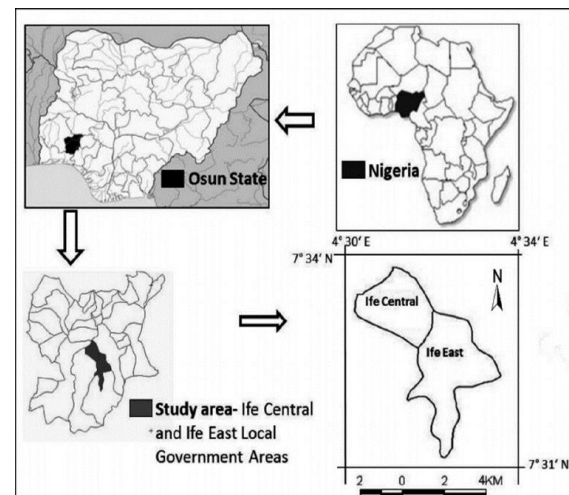 Osun State
Nigeria
4° 30′ E
4° 34′ E
7° 34′ N
N
Ife Central
Ife East
Study area- Ife Central
and Ife East Local
Government Areas
7° 31′ N
2 0 2 4KM